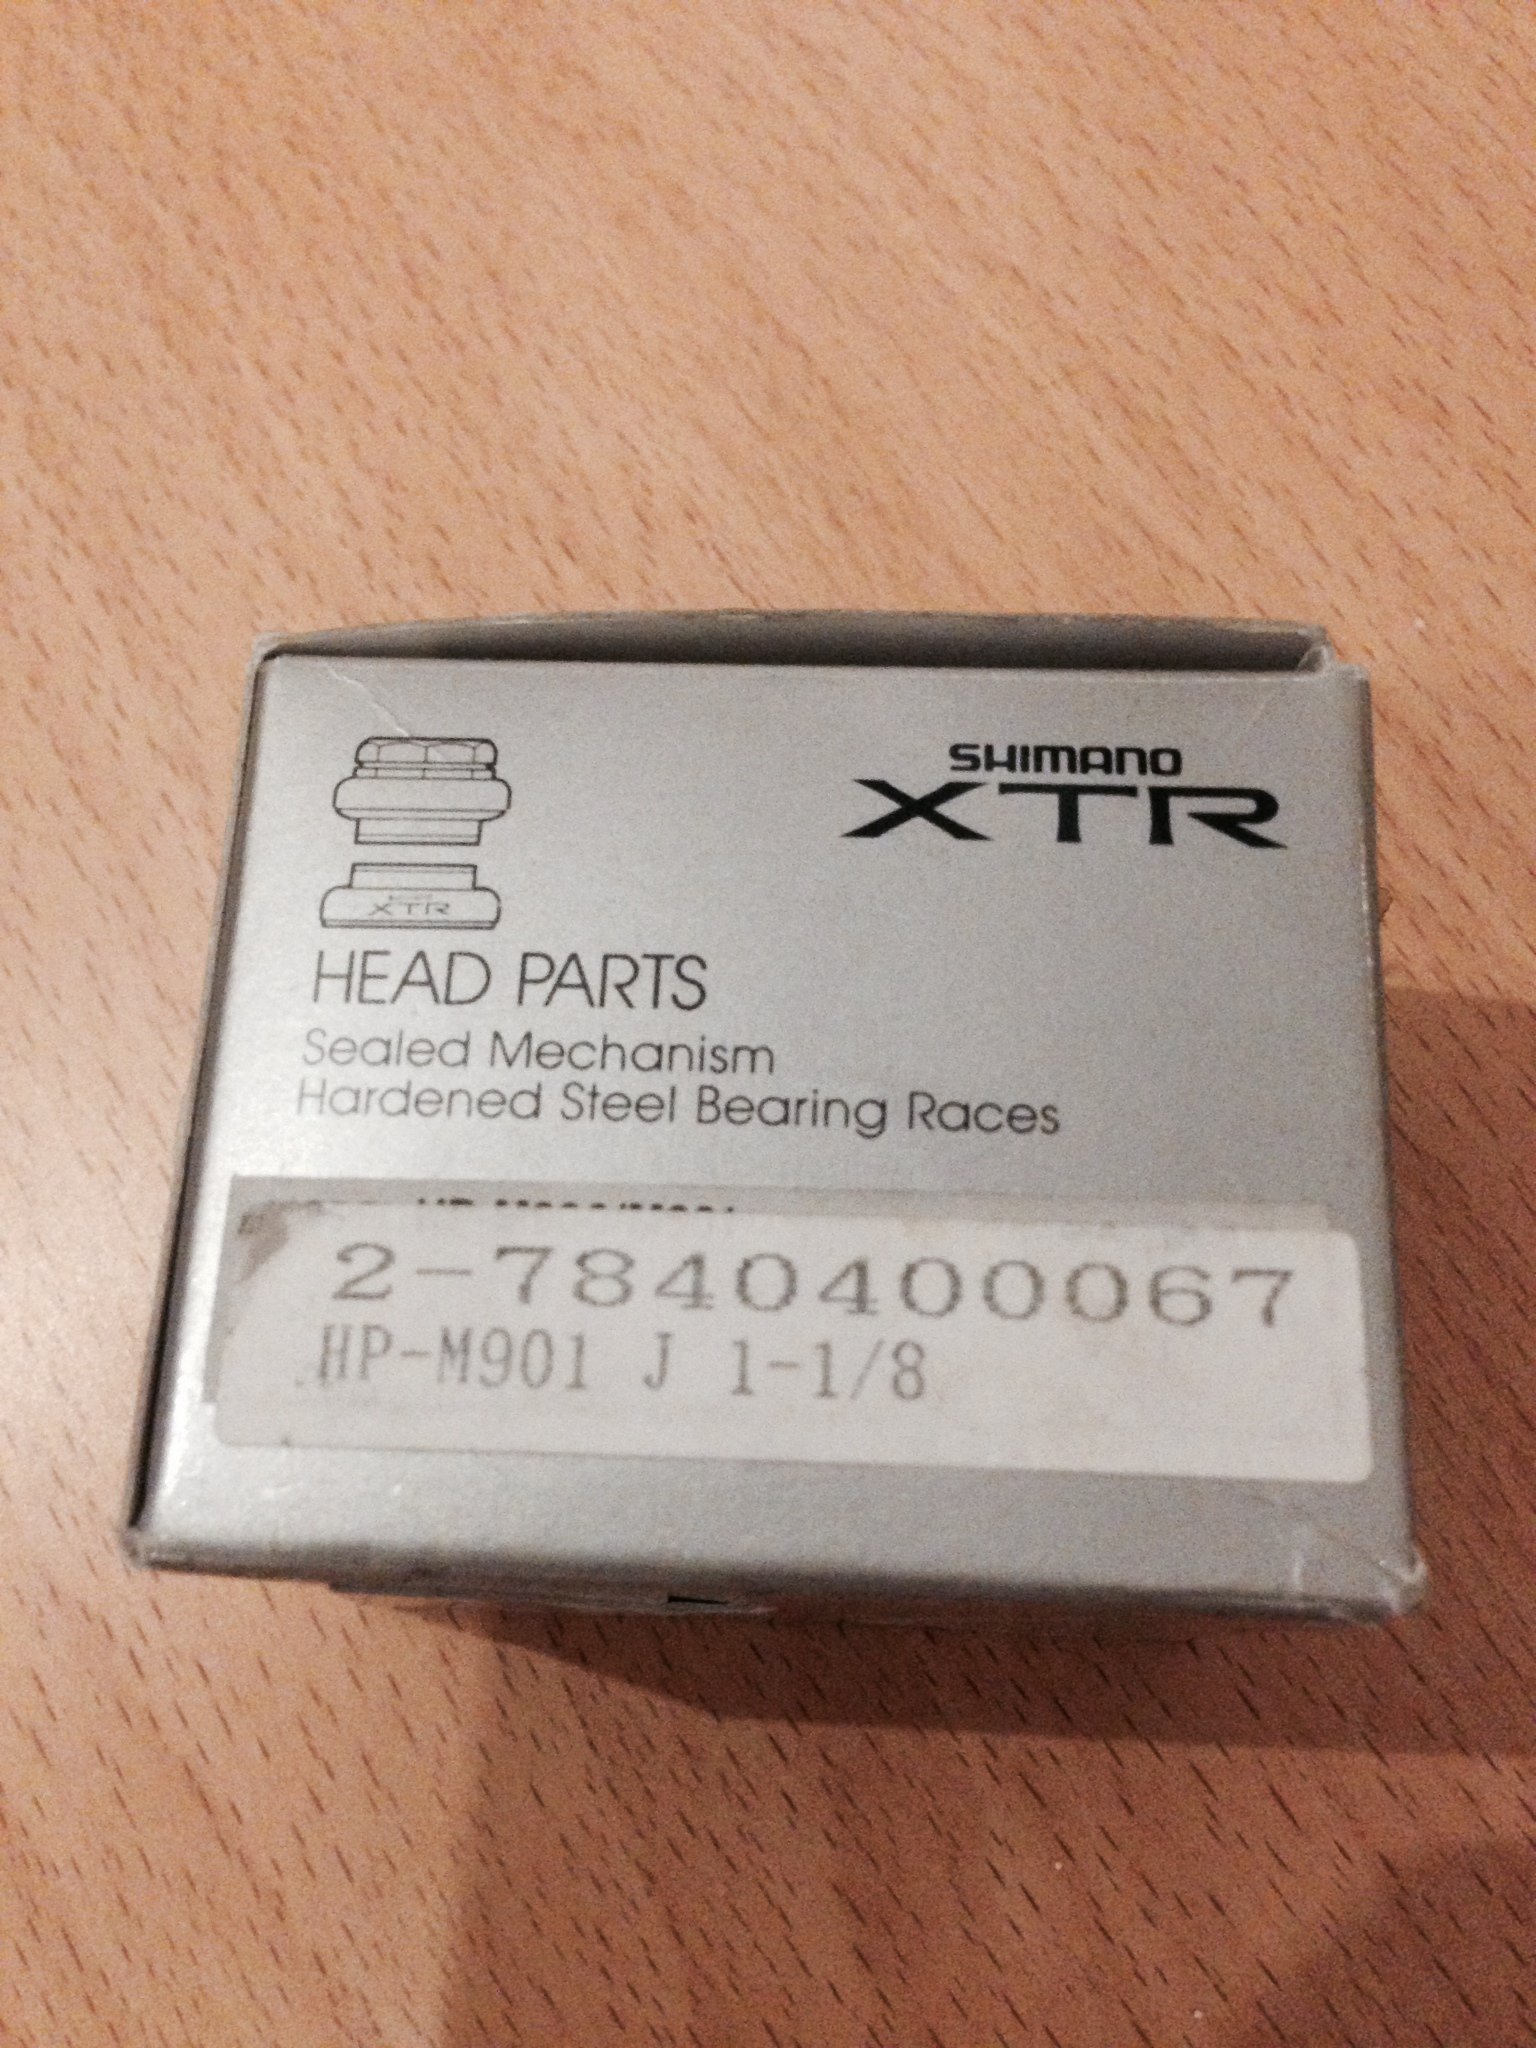 SHIMANO
XTR
XTR
HEAD PARTS
Sealed Mechanism
Hardened Steel Bearing Races
2-7840400067
HP-M901 J 1-1/8